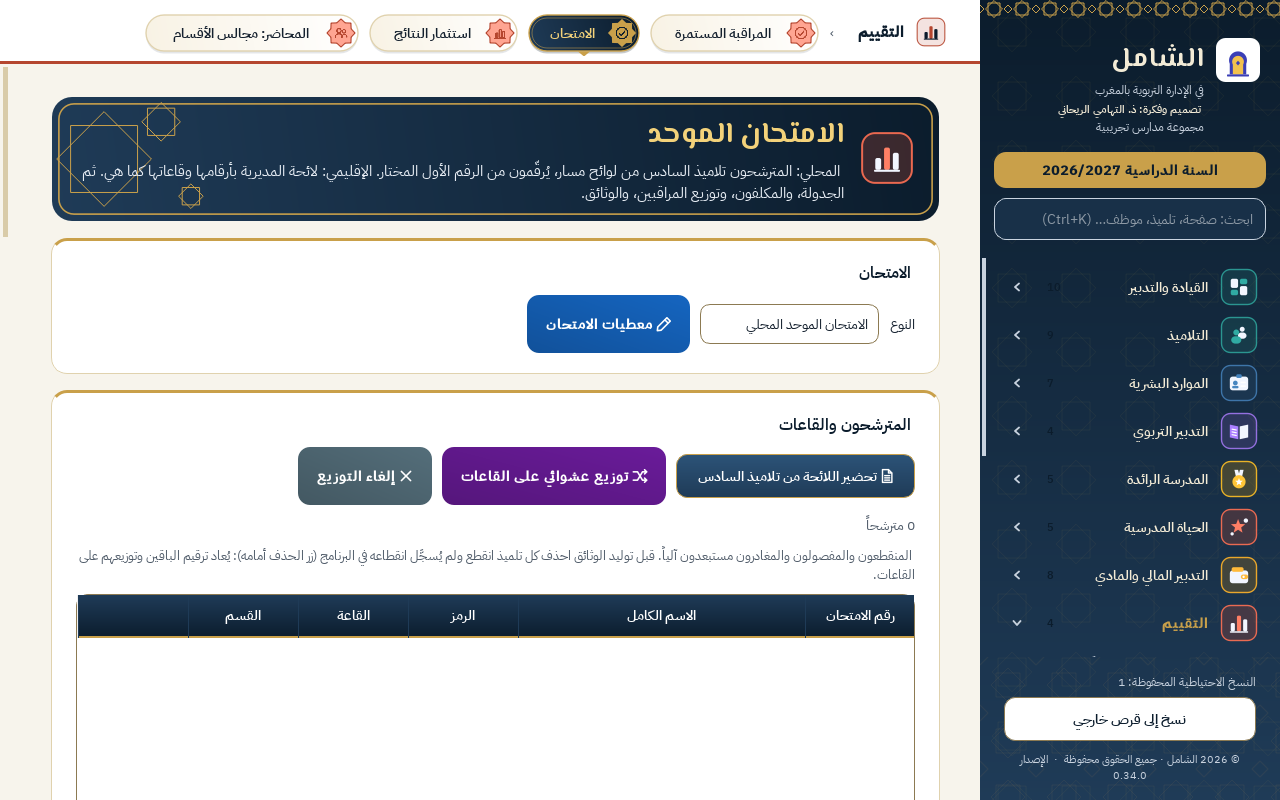 الشامل
في الإدارة التربوية بالمغرب
تصميم وفكرة: ذ. التهامي الريحاني
مجموعة مدارس تجريبية
السنة الدراسية 2026/2027
ابحث: صفحة، تلميذ، موظف... (Ctrl+K)
القيادة والتدبير 10
التلاميذ 9
الموارد البشرية 7
التدبير التربوي 4
المدرسة الرائدة 5
الحياة المدرسية 5
التدبير المالي والمادي 8
التقييم 4
النسخ الاحتياطية المحفوظة: 1
نسخ إلى قرص خارجي
© 2026 الشامل · جميع الحقوق محفوظة · الإصدار
0.34.0
التقييم › المراقبة المستمرة الامتحان استثمار النتائج المحاضر: مجالس الأقسام
الامتحان الموحد
المحلي: المترشحون تلاميذ السادس من لوائح مسار، يُرقّمون من الرقم الأول المختار. الإقليمي: لائحة المديرية بأرقامها وقاعاتها كما هي. ثم
الجدولة، والمكلفون، وتوزيع المراقبين، والوثائق.
الامتحان
النوع الامتحان الموحد المحلي معطيات الامتحان
المترشحون والقاعات
تحضير اللائحة من تلاميذ السادس توزيع عشوائي على القاعات إلغاء التوزيع
0 مترشحاً
المنقطعون والمفصولون والمغادرون مستبعدون آلياً. قبل توليد الوثائق احذف كل تلميذ انقطع ولم يُسجَّل انقطاعه في البرنامج (زر الحذف أمامه): يُعاد ترقيم الباقين وتوزيعهم على
القاعات.
رقم الامتحان الاسم الكامل الرمز القاعة القسم